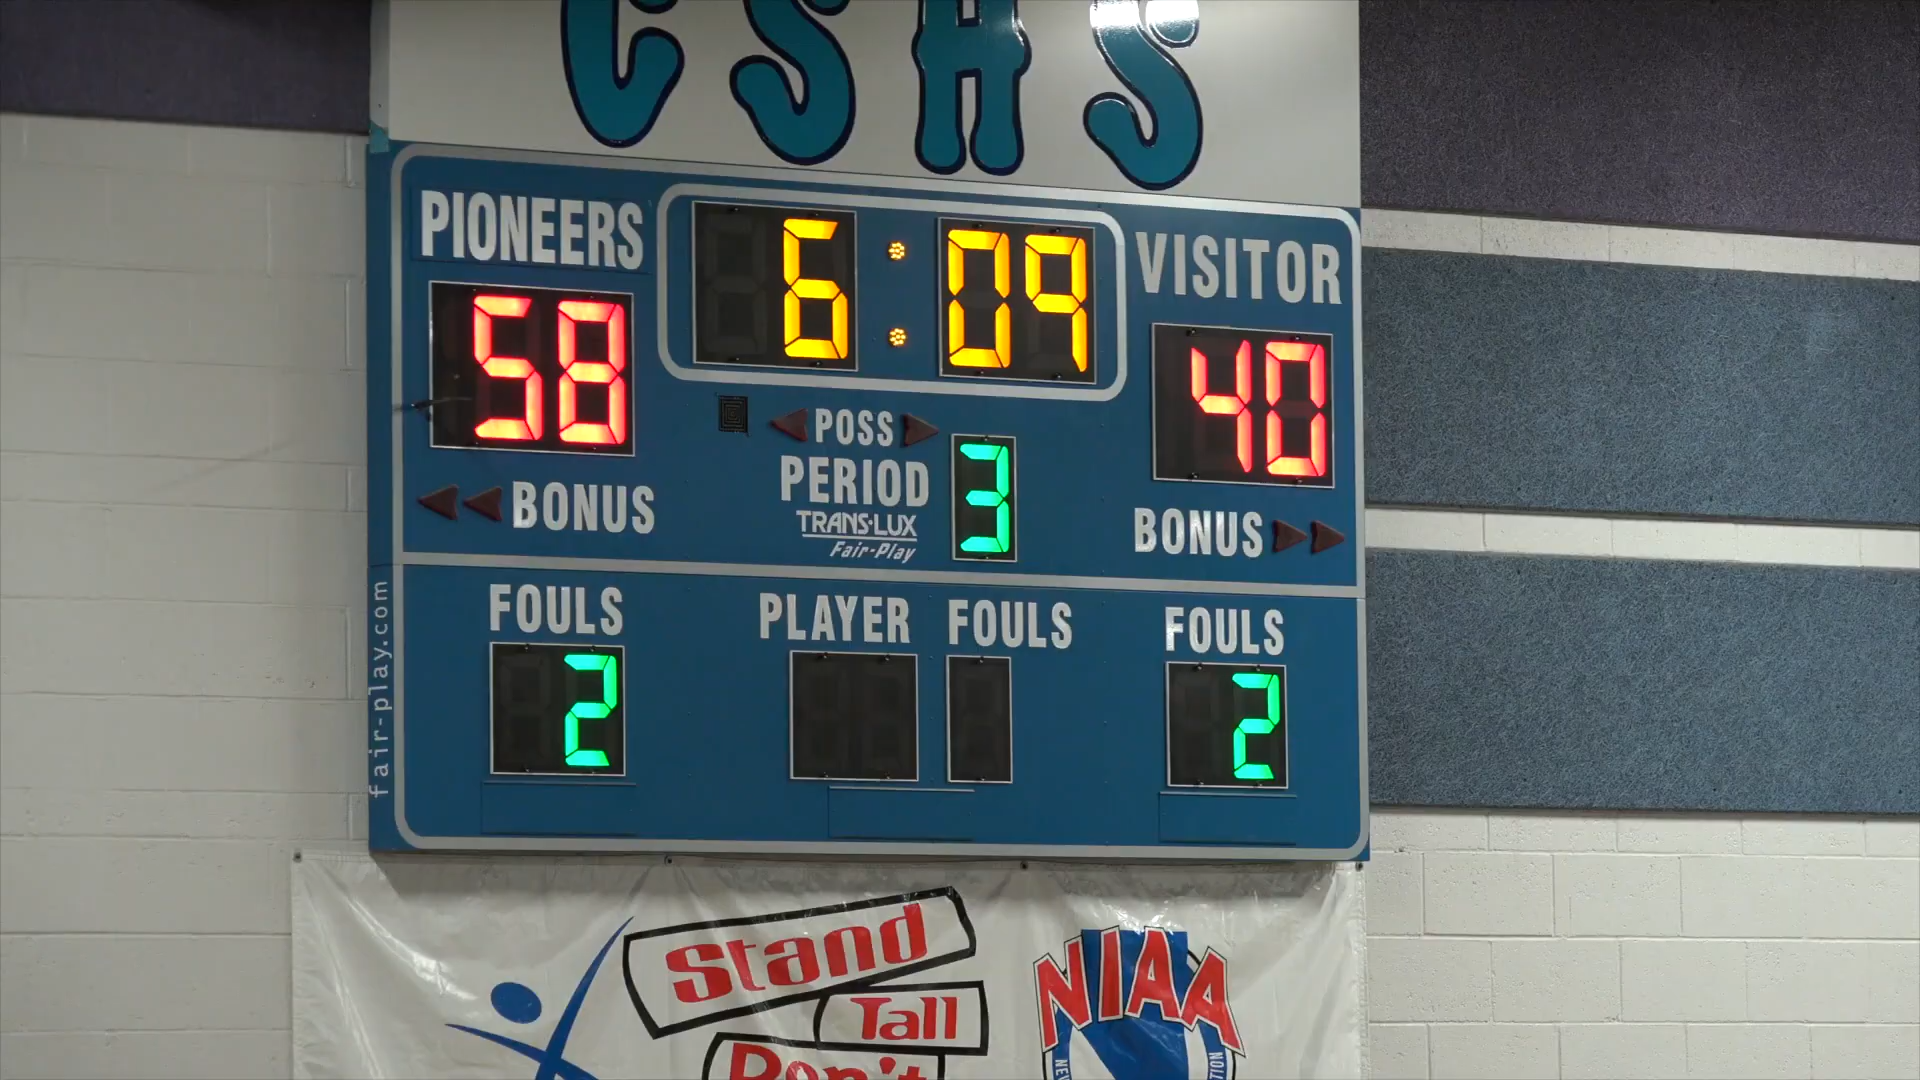 CSHS
PIONEERS
6:09
VISITOR
58
40
POSS
PERIOD
3
TRANS·LUX
Fair-Play
BONUS
BONUS
FOULS
PLAYER FOULS
FOULS
2
2
fair-play.com
Stand
Tall
Don't
NIAA